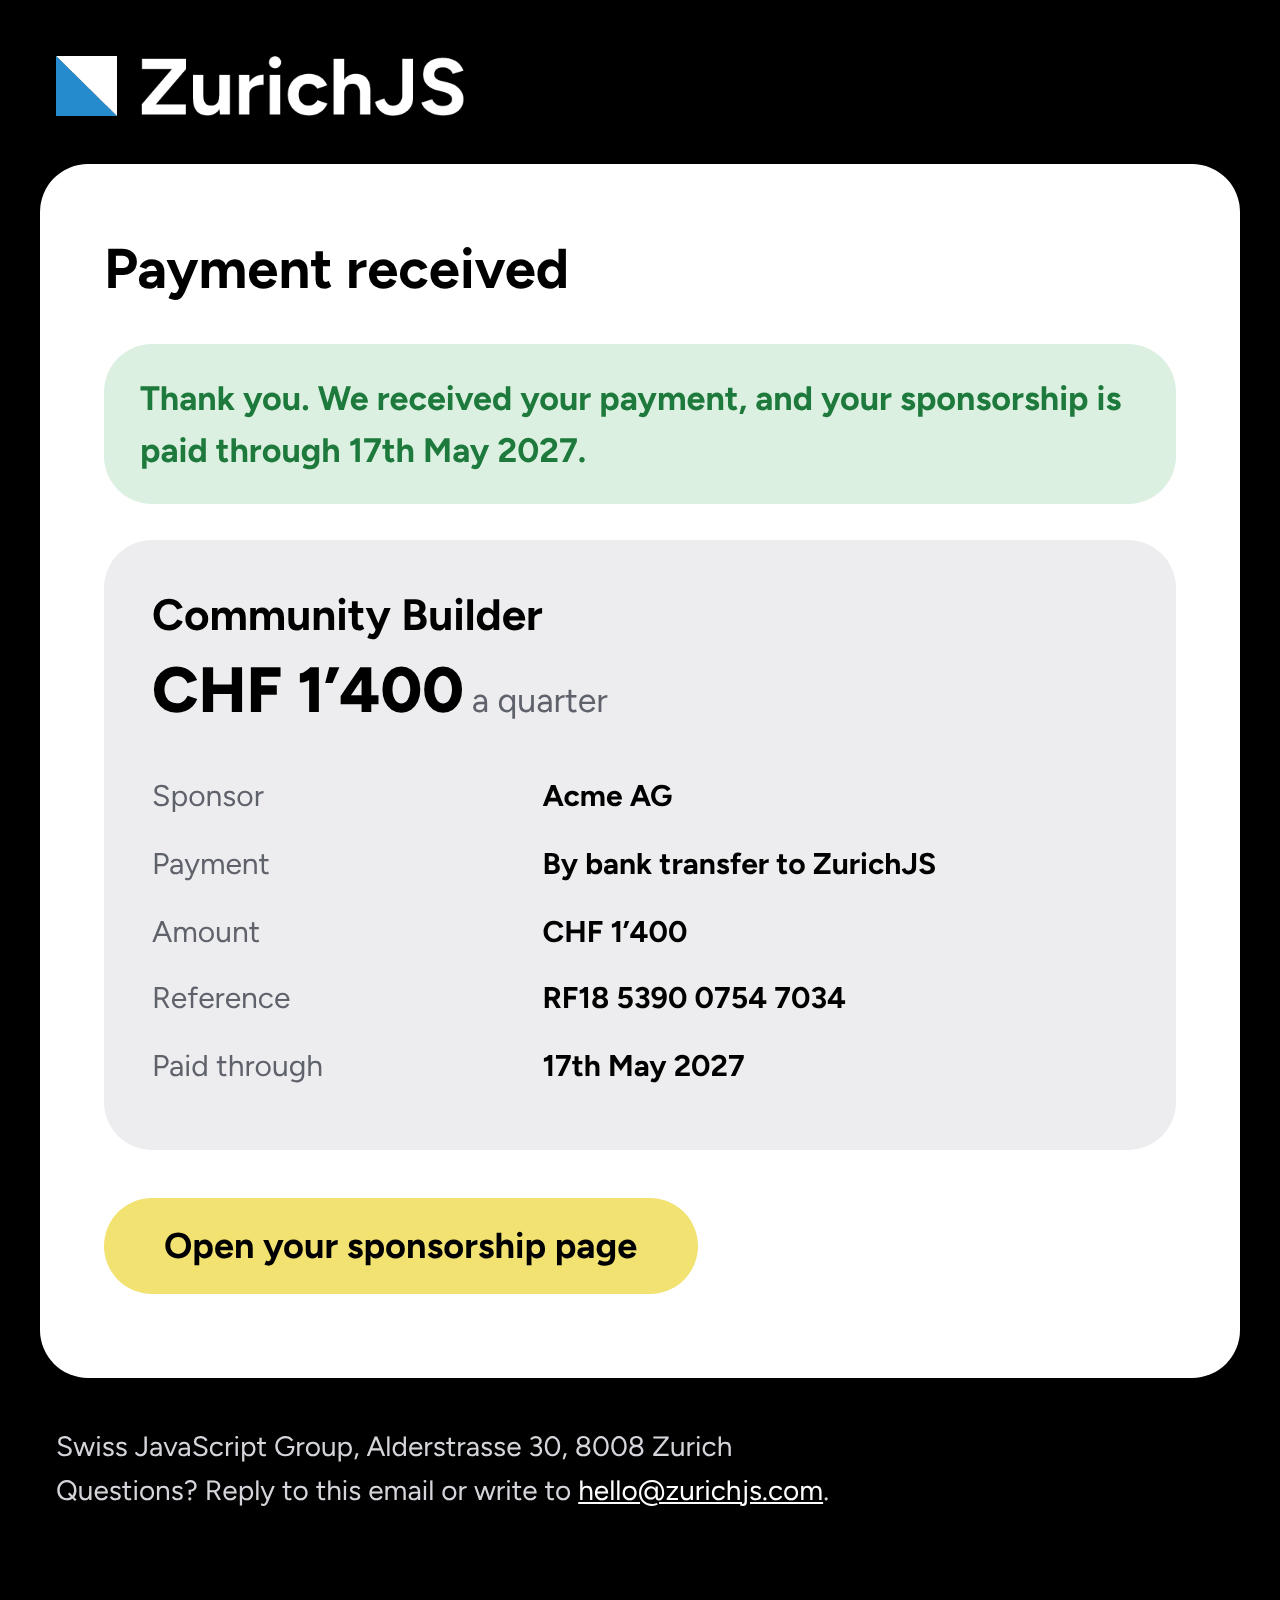 ZurichJS
Payment received
Thank you. We received your payment, and your sponsorship is
paid through 17th May 2027.
Community Builder
CHF 1’400 a quarter
Sponsor Acme AG
Payment By bank transfer to ZurichJS
Amount CHF 1’400
Reference RF18 5390 0754 7034
Paid through 17th May 2027
Open your sponsorship page
Swiss JavaScript Group, Alderstrasse 30, 8008 Zurich
Questions? Reply to this email or write to hello@zurichjs.com.